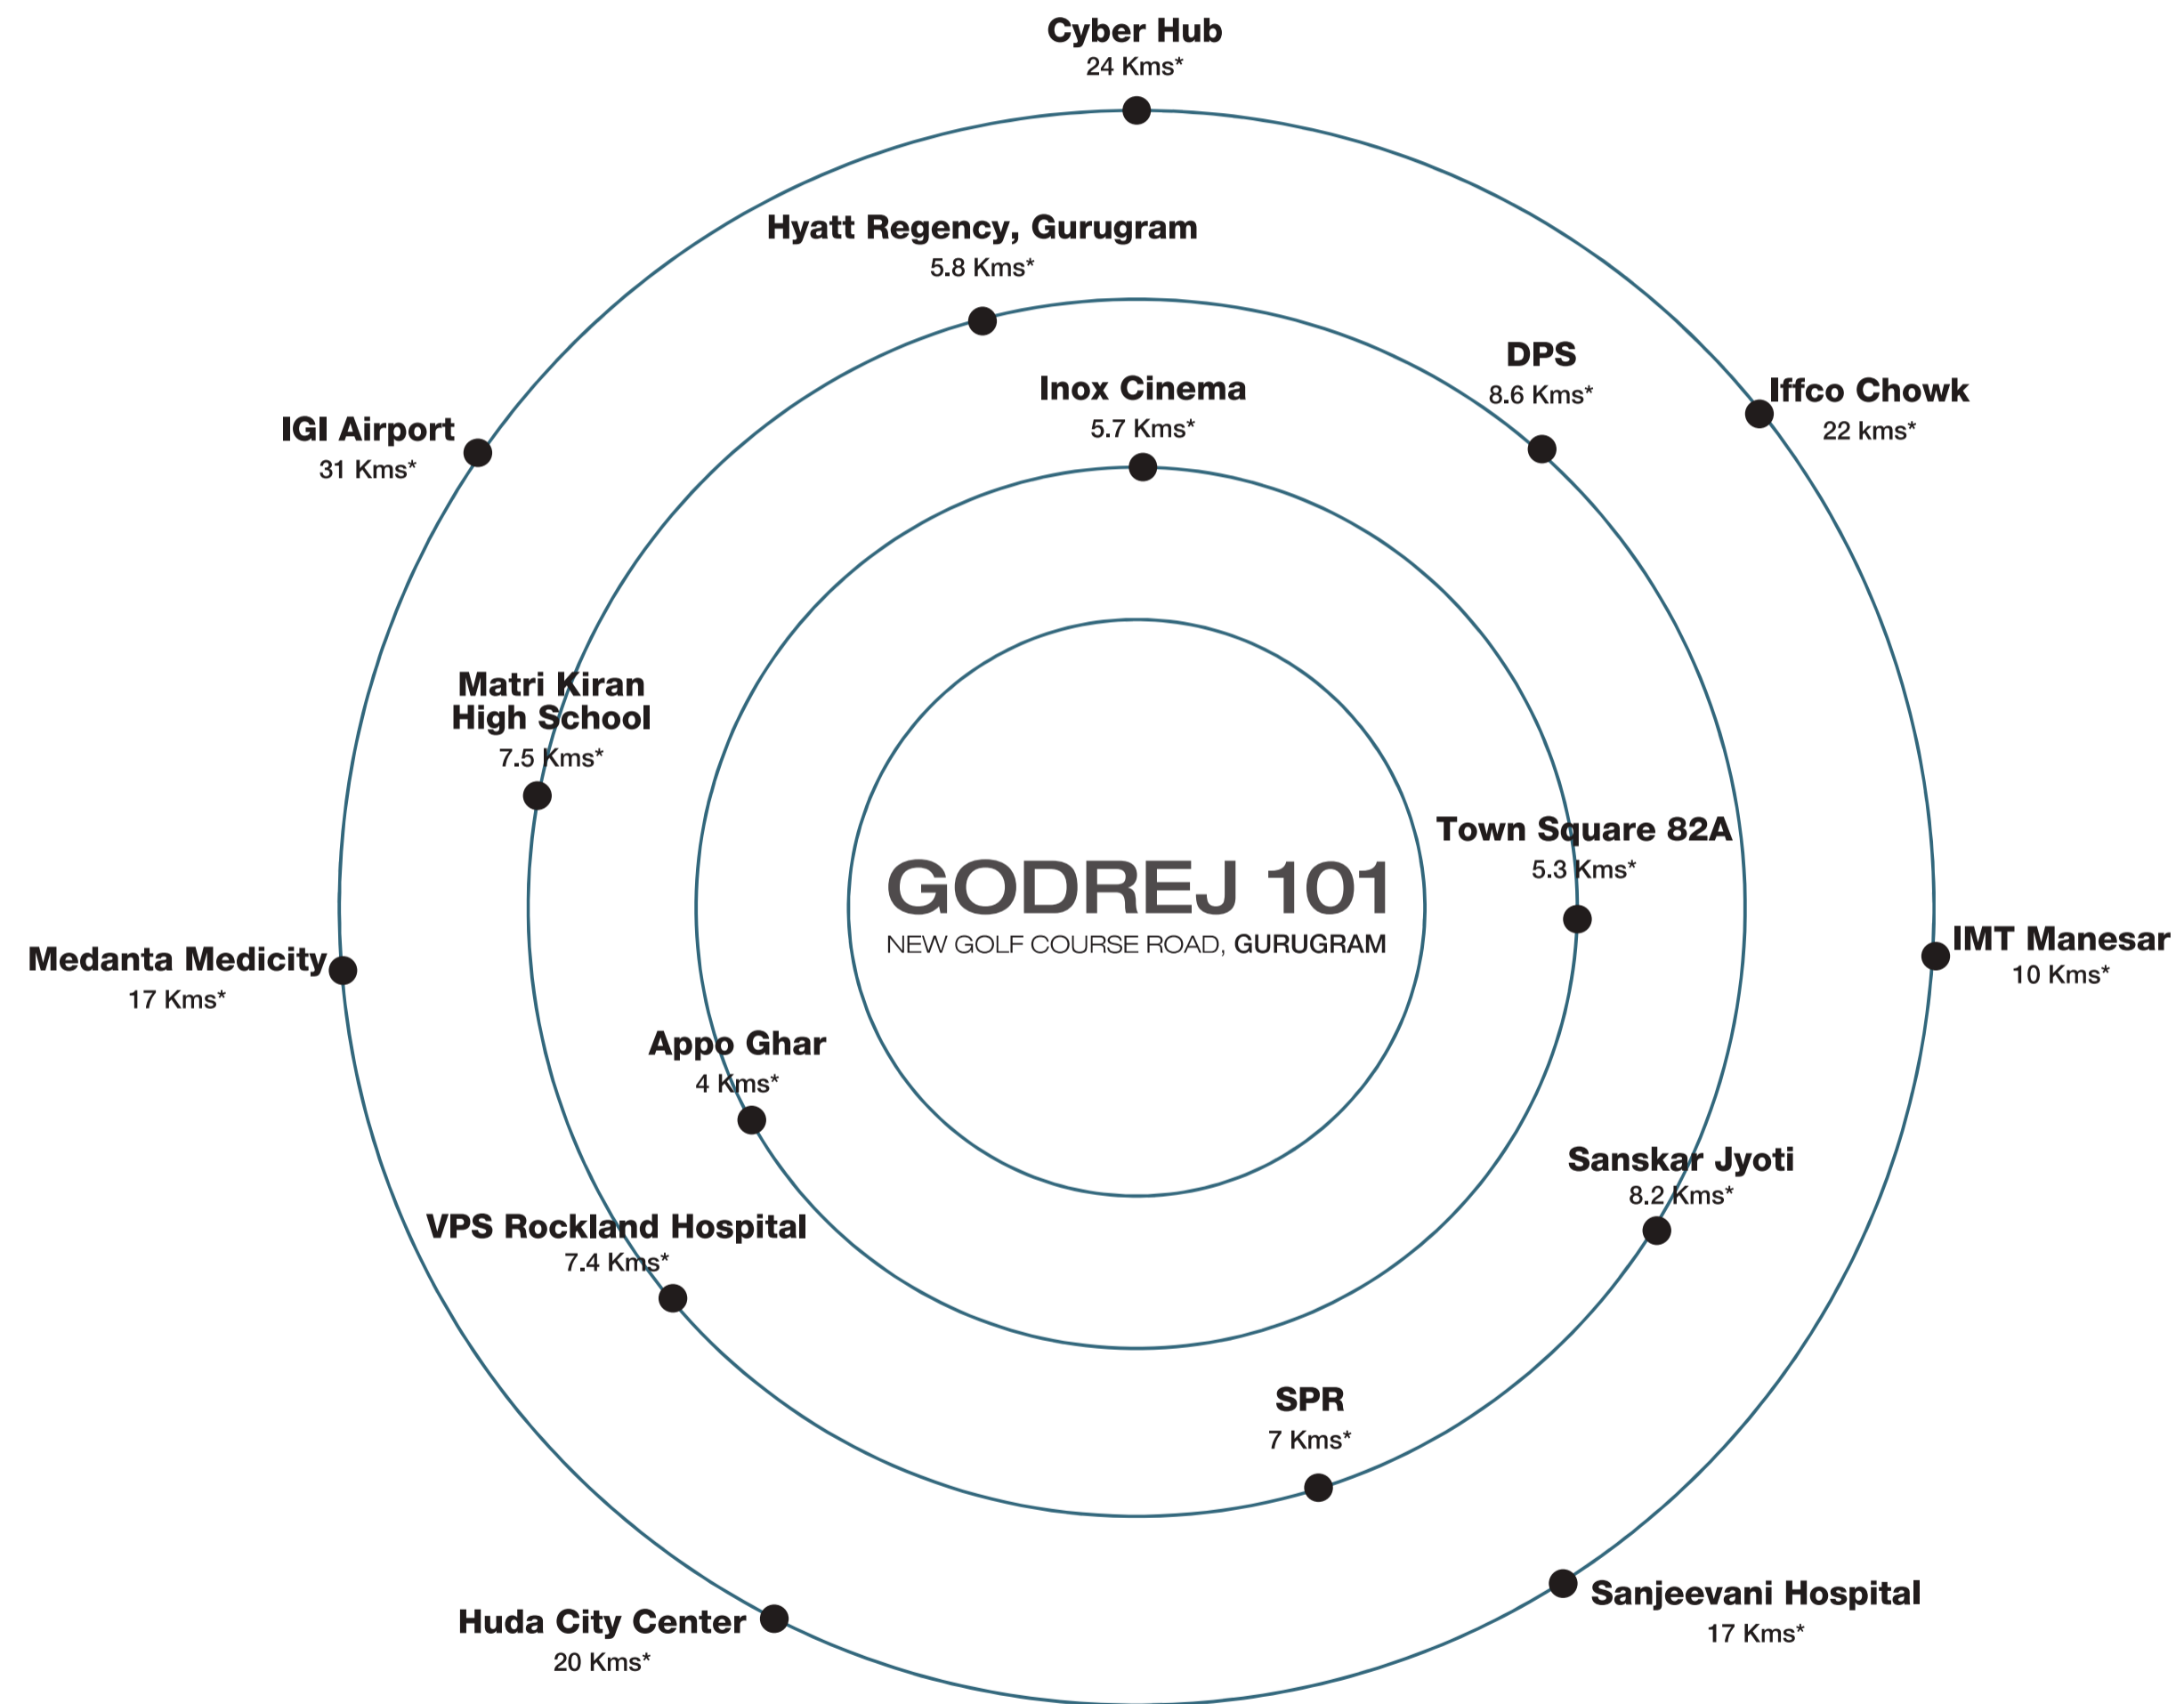 Cyber Hub
24 Kms*
Hyatt Regency, Gurugram
5.8 Kms*
DPS
8.6 Kms*
Inox Cinema
5.7 Kms*
Iffco Chowk
22 kms*
IGI Airport
31 Kms*
Matri Kiran
High School
7.5 Kms*
Town Square 82A
5.3 Kms*
GODREJ 101
NEW GOLF COURSE ROAD, GURUGRAM
Medanta Medicity
17 Kms*
IMT Manesar
10 Kms*
Appo Ghar
4 Kms*
Sanskar Jyoti
8.2 Kms*
VPS Rockland Hospital
7.4 Kms*
SPR
7 Kms*
Sanjeevani Hospital
17 Kms*
Huda City Center
20 Kms*